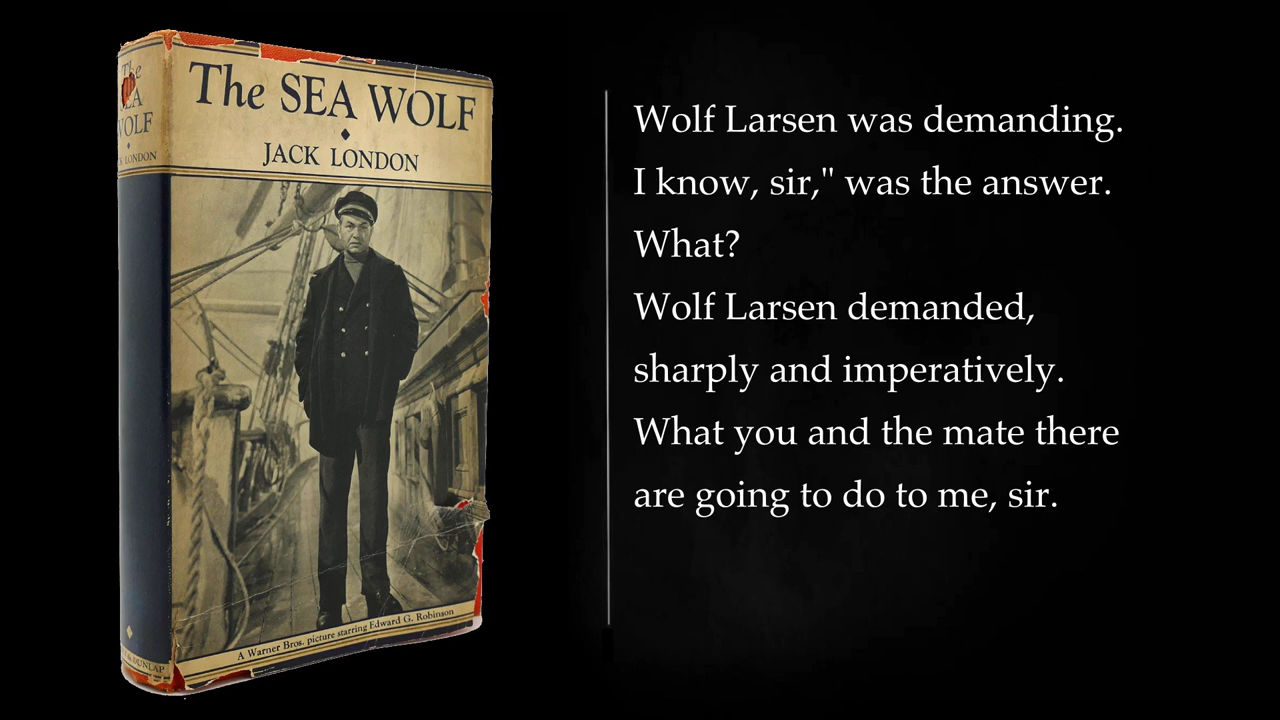 The SEA WOLF
JACK LONDON
A Warner Bros. picture starring Edward G. Robinson
The
WOLF
LONDON
DUNLAP
Wolf Larsen was demanding.
I know, sir," was the answer.
What?
Wolf Larsen demanded,
sharply and imperatively.
What you and the mate there
are going to do to me, sir.